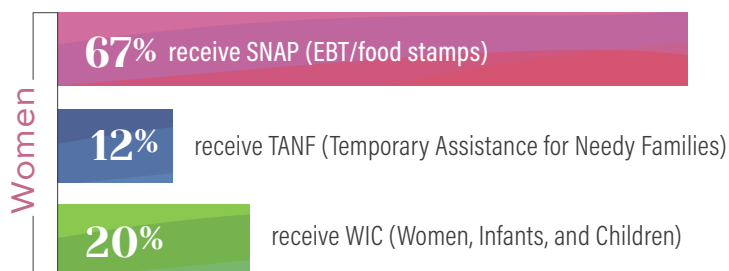 Women
67% receive SNAP (EBT/food stamps)
12% receive TANF (Temporary Assistance for Needy Families)
20% receive WIC (Women, Infants, and Children)